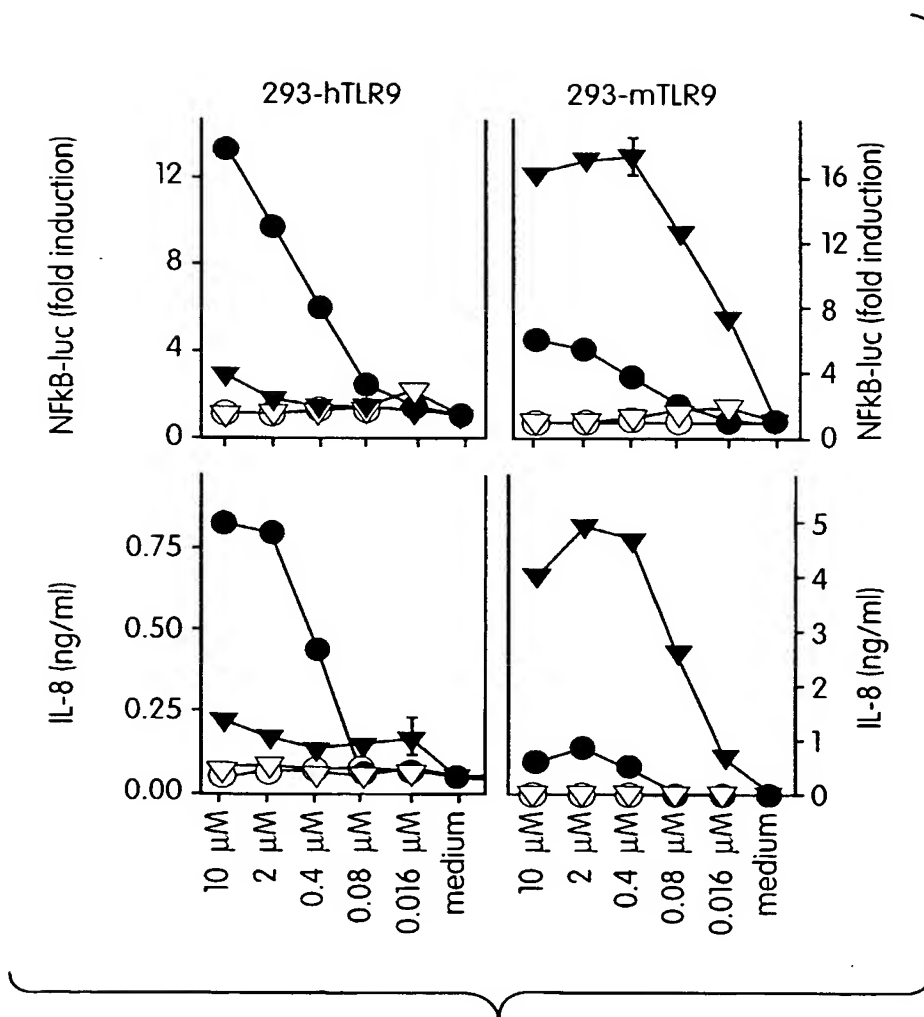 293-hTLR9
293-mTLR9
NFkB-luc (fold induction)
12
8
4
0
16
12
8
4
0
NFkB-luc (fold induction)
IL-8 (ng/ml)
0.75
0.50
0.25
0.00
5
4
3
2
1
0
IL-8 (ng/ml)
10 μM
2 μM
0.4 μM
0.08 μM
0.016 μM
medium
10 μM
2 μM
0.4 μM
0.08 μM
0.016 μM
medium